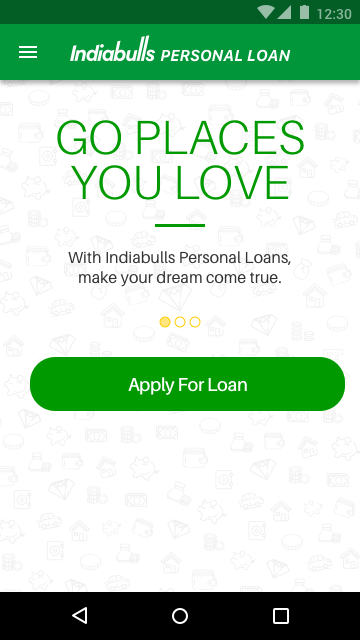 12:30
Indiabulls PERSONAL LOAN
GO PLACES
YOU LOVE
With Indiabulls Personal Loans,
make your dream come true.
Apply For Loan